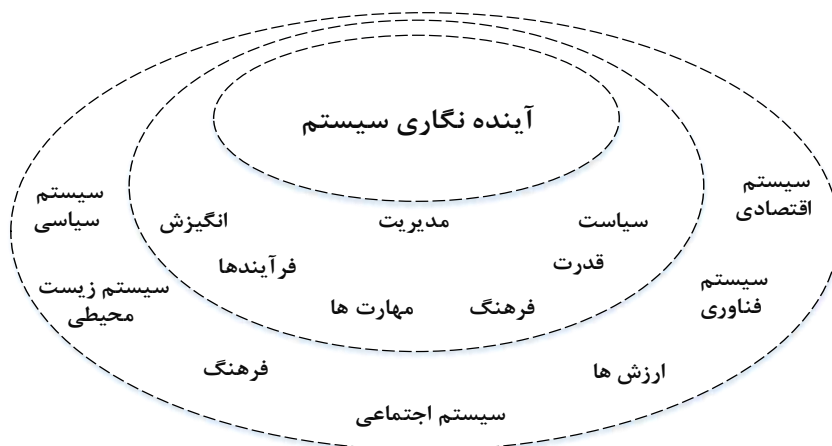 آینده نگاری سیستم
سیستم
اقتصادی
سیستم
سیاسی
سیاست
مدیریت
انگیزش
قدرت
فرآیندها
سیستم
فناوری
سیستم زیست
محیطی
فرهنگ
مهارت ها
ارزش ها
فرهنگ
سیستم اجتماعی